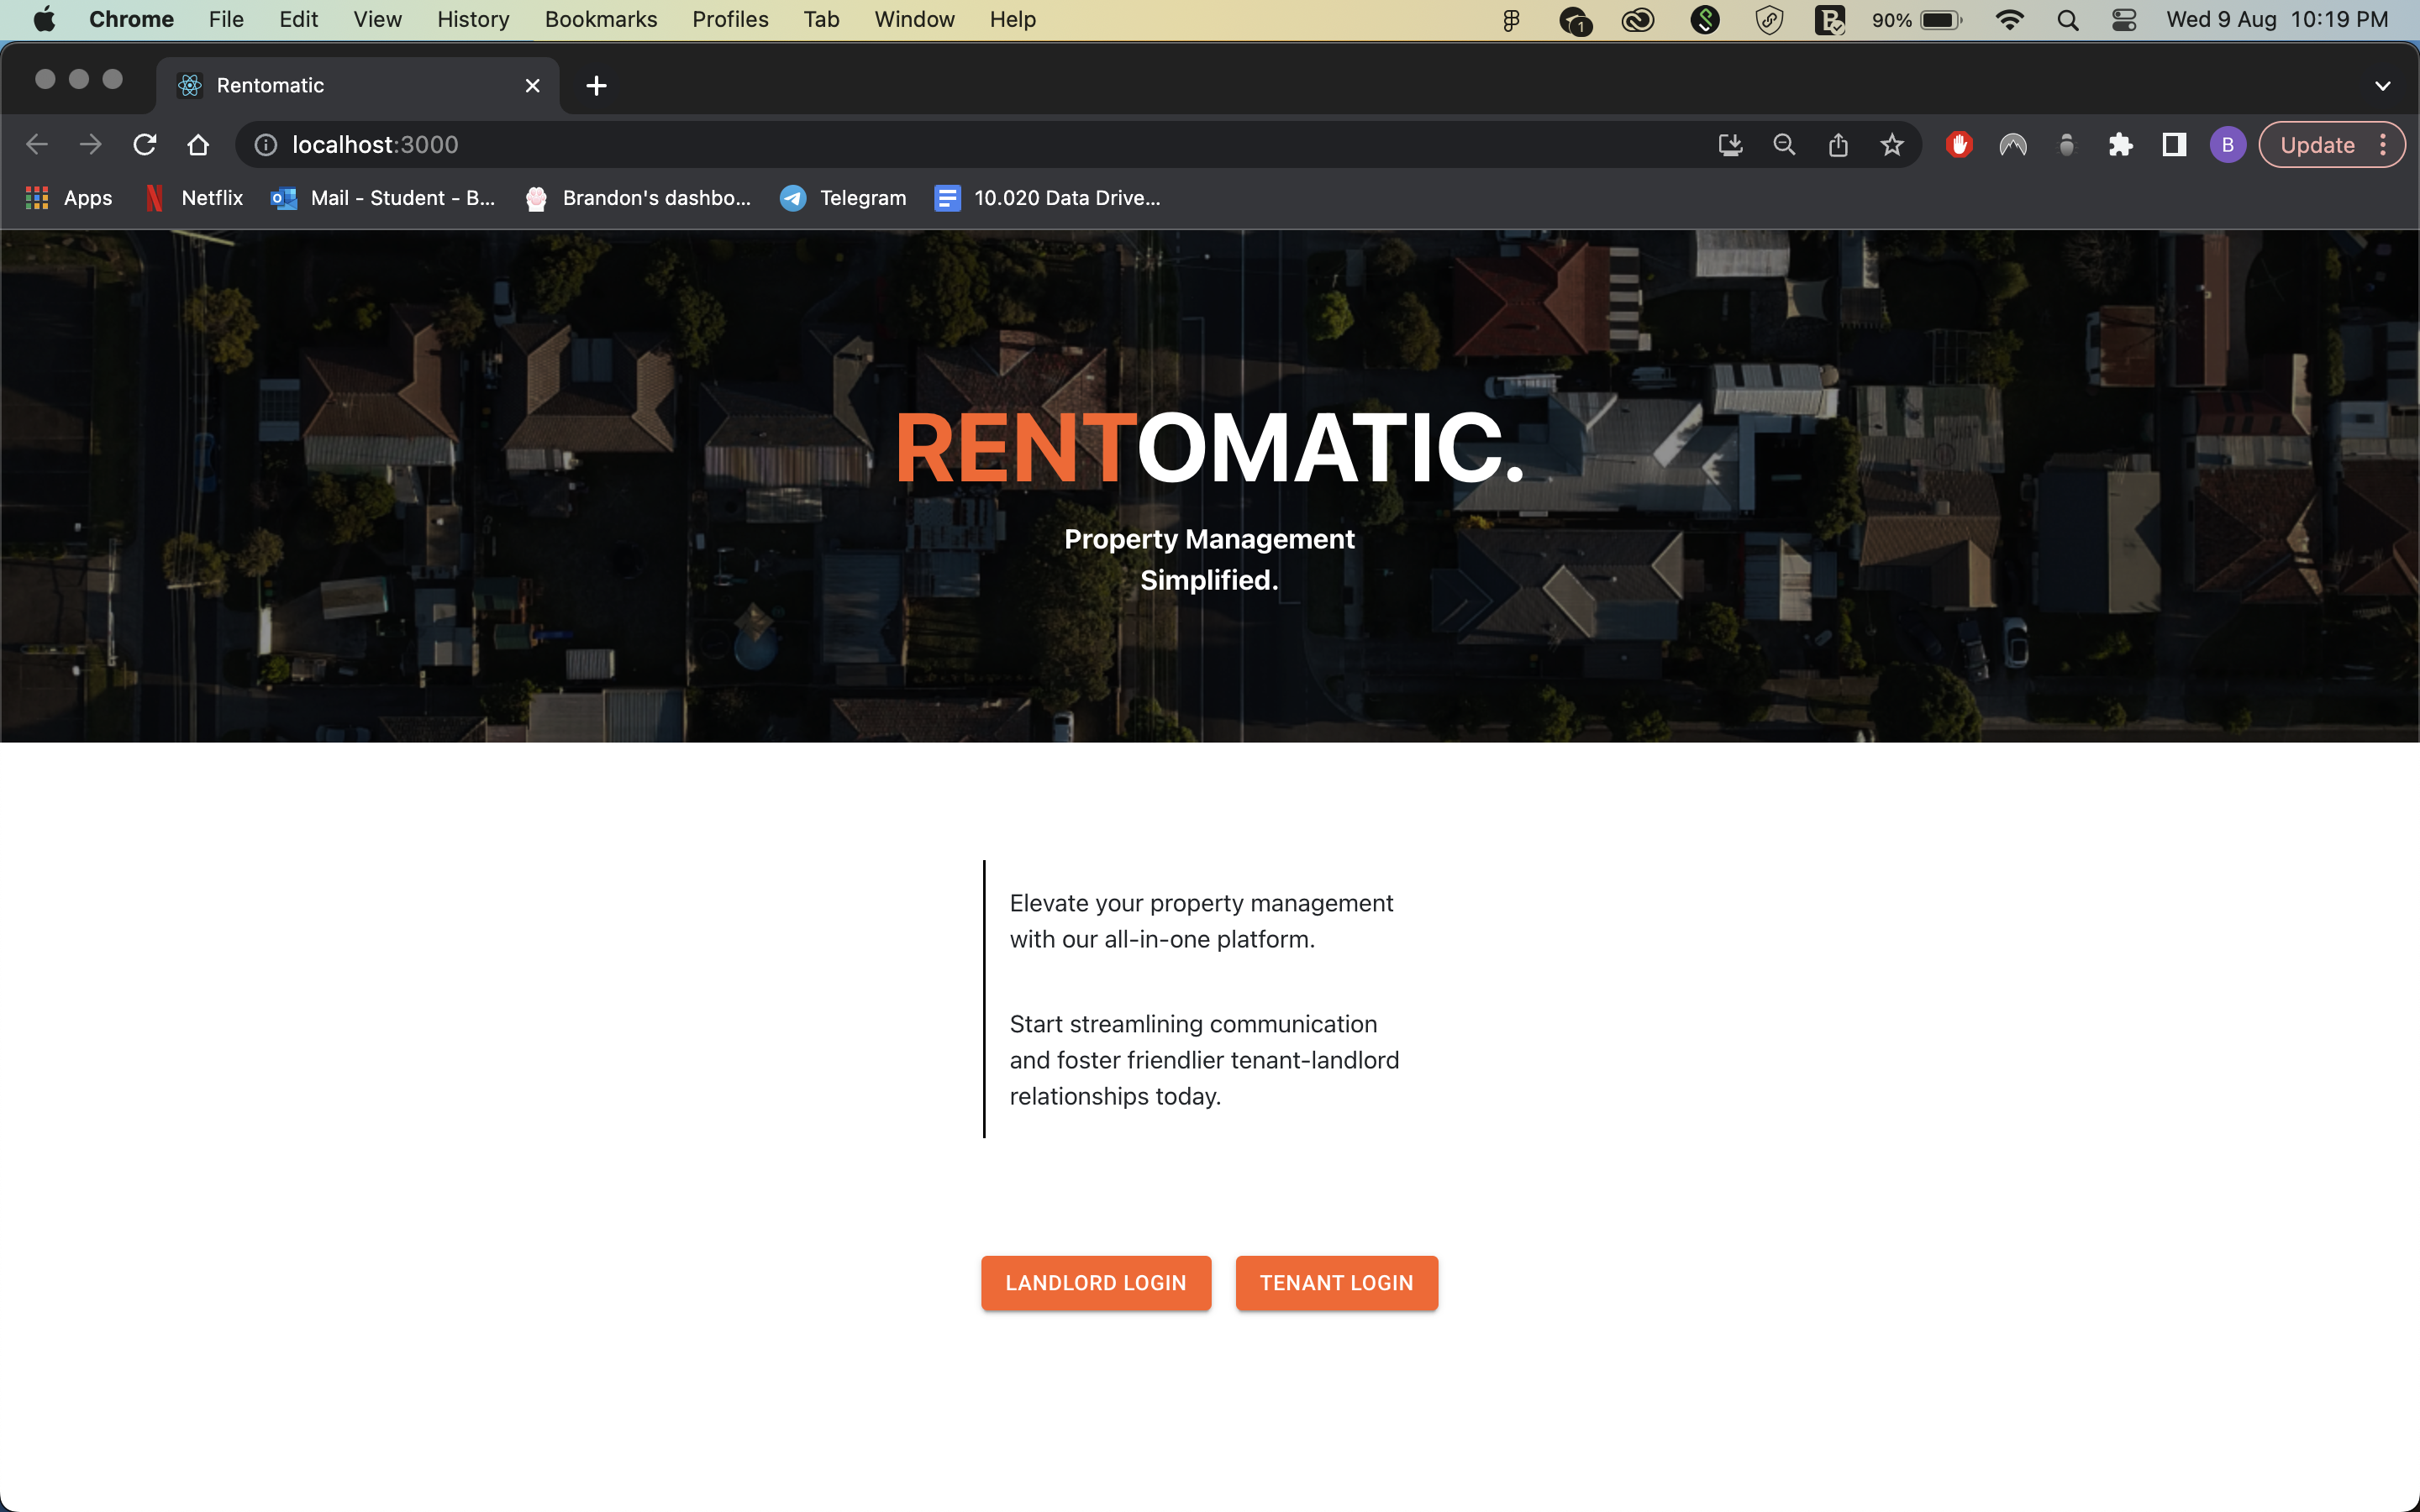 Chrome File Edit View History Bookmarks Profiles Tab Window Help 1 90% Wed 9 Aug 10:19 PM
Rentomatic
localhost:3000 B Update
Apps Netflix Mail - Student - B... Brandon's dashbo... Telegram 10.020 Data Drive...
RENTOMATIC.
Property Management
Simplified.
Elevate your property management
with our all-in-one platform.
Start streamlining communication
and foster friendlier tenant-landlord
relationships today.
LANDLORD LOGIN TENANT LOGIN